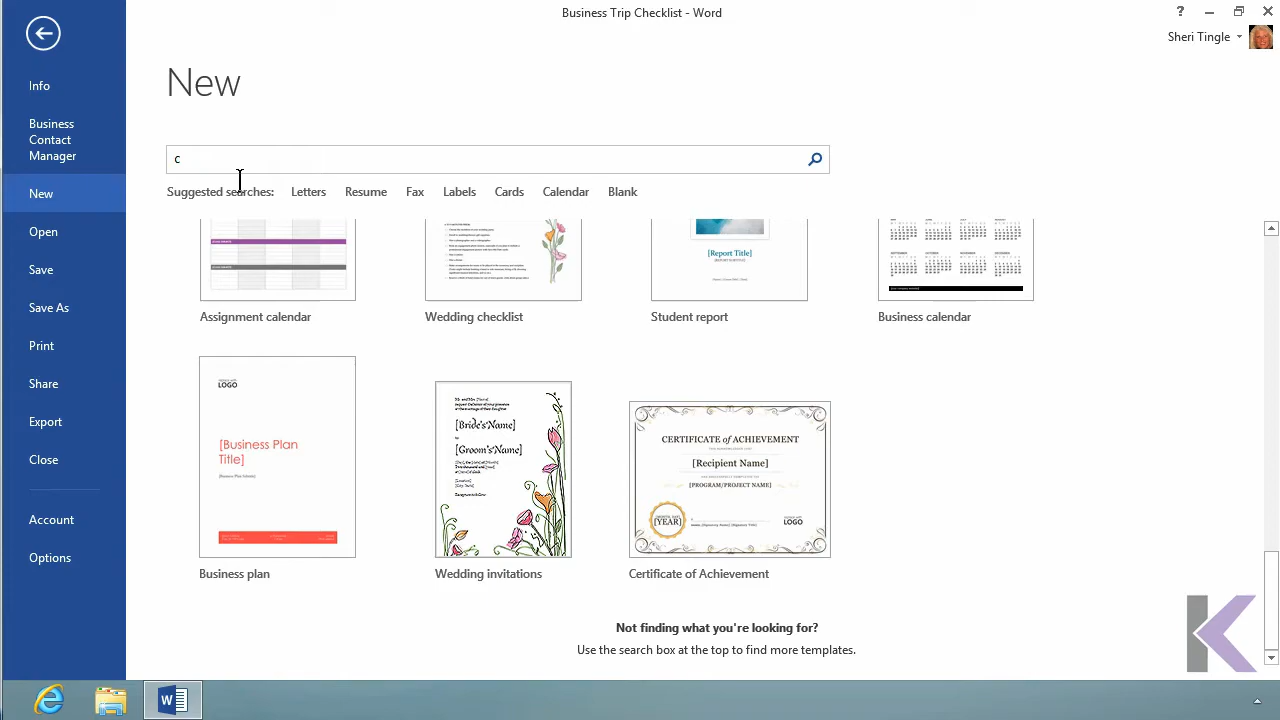 Business Trip Checklist - Word
?
Sheri Tingle
Info
Business
Contact
Manager
New
Open
Save
Save As
Print
Share
Export
Close
Account
Options
New
c
Suggested searches: Letters Resume Fax Labels Cards Calendar Blank
[Report Title]
Assignment calendar
Wedding checklist
Student report
Business calendar
LOGO
[Business Plan
Title]
Business plan
[Bride'sName]
[Groom'sName]
Wedding invitations
CERTIFICATE of ACHIEVEMENT
[Recipient Name]
[PROGRAM/PROJECT NAME]
[YEAR]
LOGO
Certificate of Achievement
Not finding what you're looking for?
Use the search box at the top to find more templates.
K